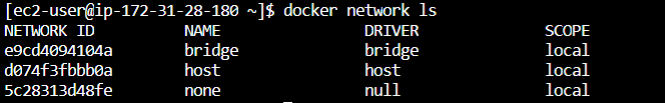 [ec2-user@ip-172-31-28-180 ~]$ docker network ls
NETWORK ID NAME DRIVER SCOPE
e9cd4094104a bridge bridge local
d074f3fbbb0a host host local
5c28313d48fe none null local